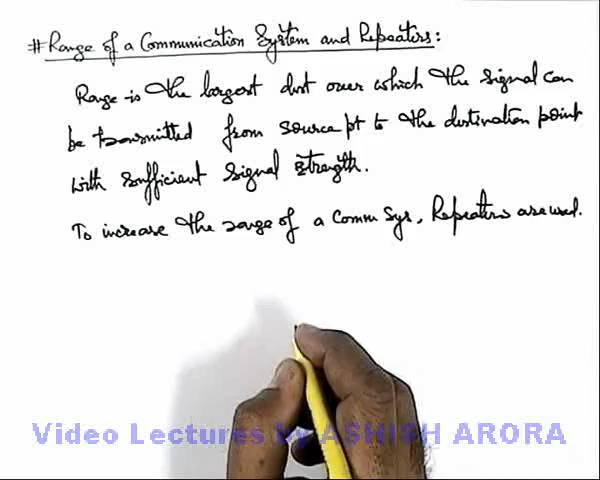 # Range of a Communication System and Repeaters:
Range is the largest dist over which the signal can
be transmitted from source pt to the destination point
with sufficient signal strength.
To increase the range of a Comm Sys, Repeaters are used.
Video Lectures by ASHISH ARORA